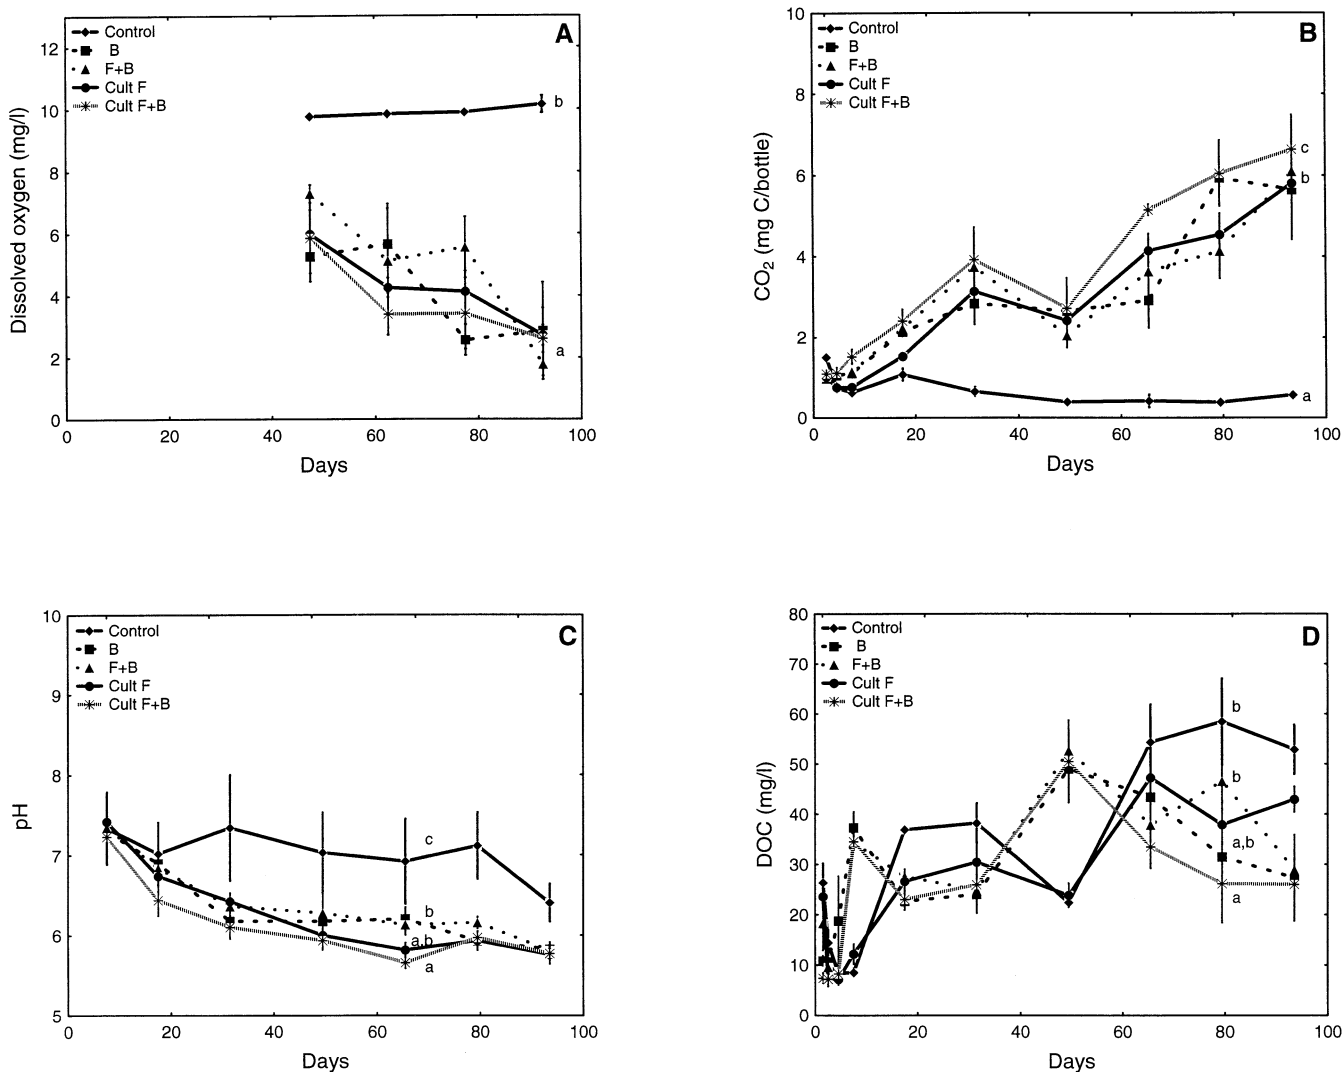 A
Control
B
F+B
Cult F
Cult F+B
Dissolved oxygen (mg/l)
12
10
8
6
4
2
0
b
a
0 20 40 60 80 100
Days
B
Control
B
F+B
Cult F
Cult F+B
CO2 (mg C/bottle)
10
8
6
4
2
0
c
b
a
0 20 40 60 80 100
Days
C
Control
B
F+B
Cult F
Cult F+B
pH
10
9
8
7
6
5
c
b
a,b
a
0 20 40 60 80 100
Days
D
Control
B
F+B
Cult F
Cult F+B
DOC (mg/l)
80
70
60
50
40
30
20
10
0
b
b
a,b
a
0 20 40 60 80 100
Days